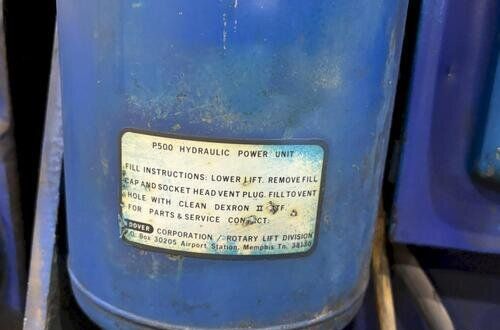 P500 HYDRAULIC POWER UNIT
FILL INSTRUCTIONS: LOWER LIFT. REMOVE FILL
CAP AND SOCKET HEAD VENT PLUG. FILL TO VENT
HOLE WITH CLEAN DEXRON II ATF
FOR PARTS & SERVICE CONTACT:
DOVER CORPORATION / ROTARY LIFT DIVISION
P.O. Box 30205 Airport Station, Memphis Tn. 38130